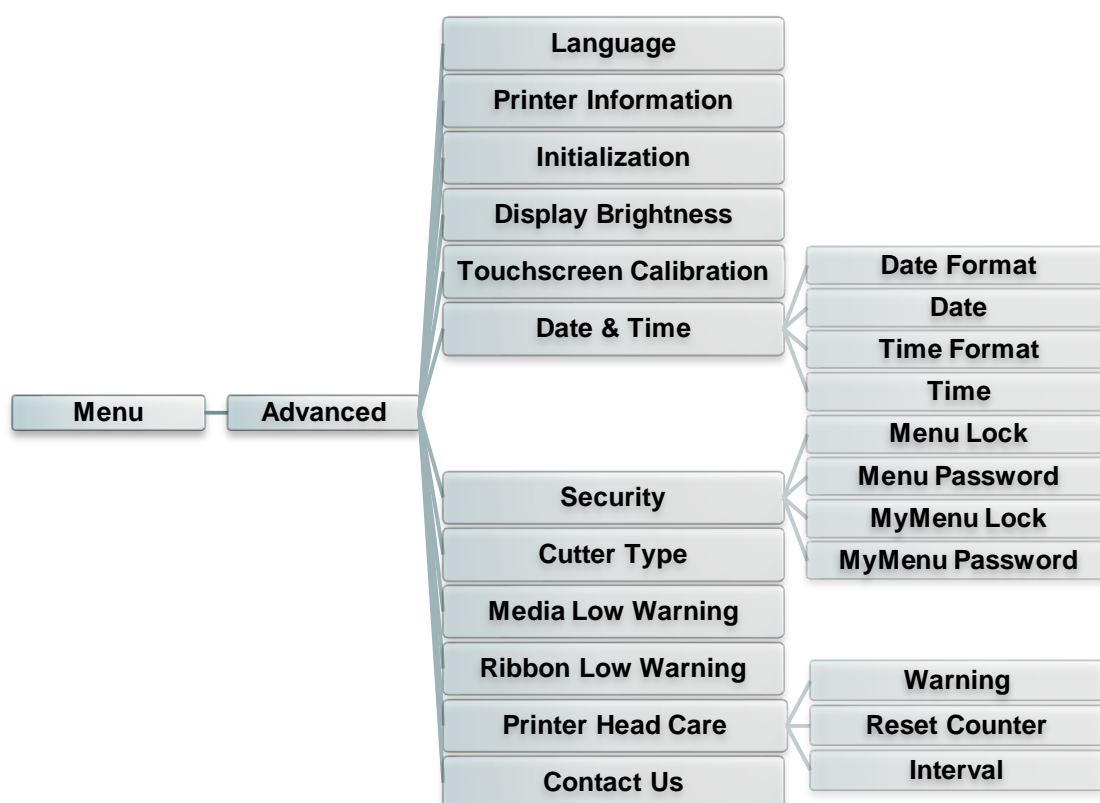 Menu
Advanced
Language
Printer Information
Initialization
Display Brightness
Touchscreen Calibration
Date & Time
Date Format
Date
Time Format
Time
Security
Menu Lock
Menu Password
MyMenu Lock
MyMenu Password
Cutter Type
Media Low Warning
Ribbon Low Warning
Printer Head Care
Warning
Reset Counter
Interval
Contact Us